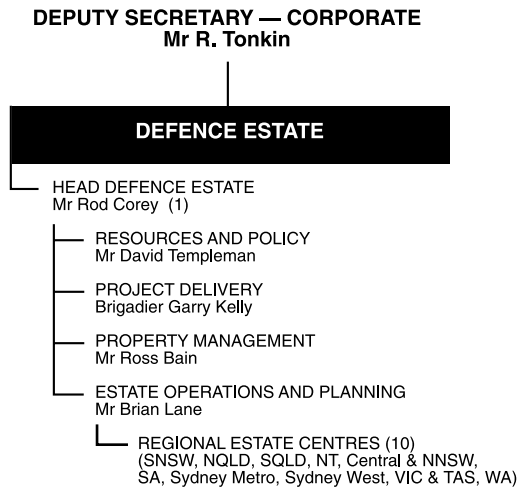 DEPUTY SECRETARY — CORPORATE
Mr R. Tonkin
DEFENCE ESTATE
HEAD DEFENCE ESTATE
Mr Rod Corey (1)
RESOURCES AND POLICY
Mr David Templeman
PROJECT DELIVERY
Brigadier Garry Kelly
PROPERTY MANAGEMENT
Mr Ross Bain
ESTATE OPERATIONS AND PLANNING
Mr Brian Lane
REGIONAL ESTATE CENTRES (10)
(SNSW, NQLD, SQLD, NT, Central & NNSW,
SA, Sydney Metro, Sydney West, VIC & TAS, WA)